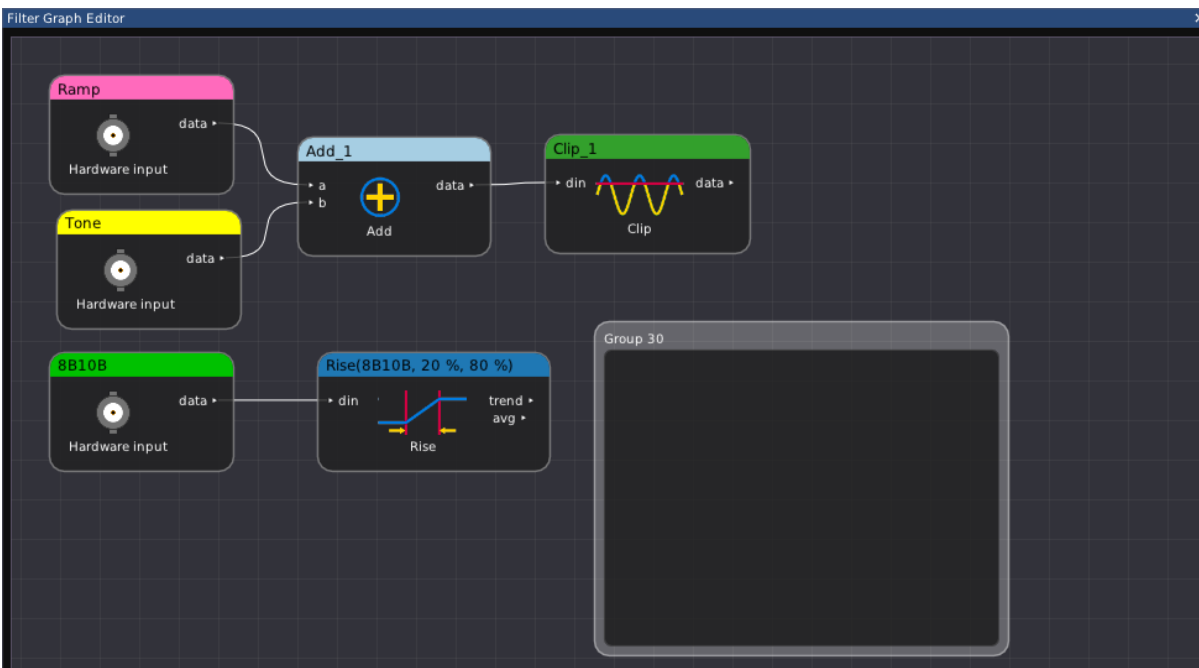 Filter Graph Editor
Ramp
data
Hardware input
Add_1
a
b
data
Add
Clip_1
din
data
Clip
Tone
data
Hardware input
8B10B
data
Hardware input
Rise(8B10B, 20 %, 80 %)
din
trend
avg
Rise
Group 30